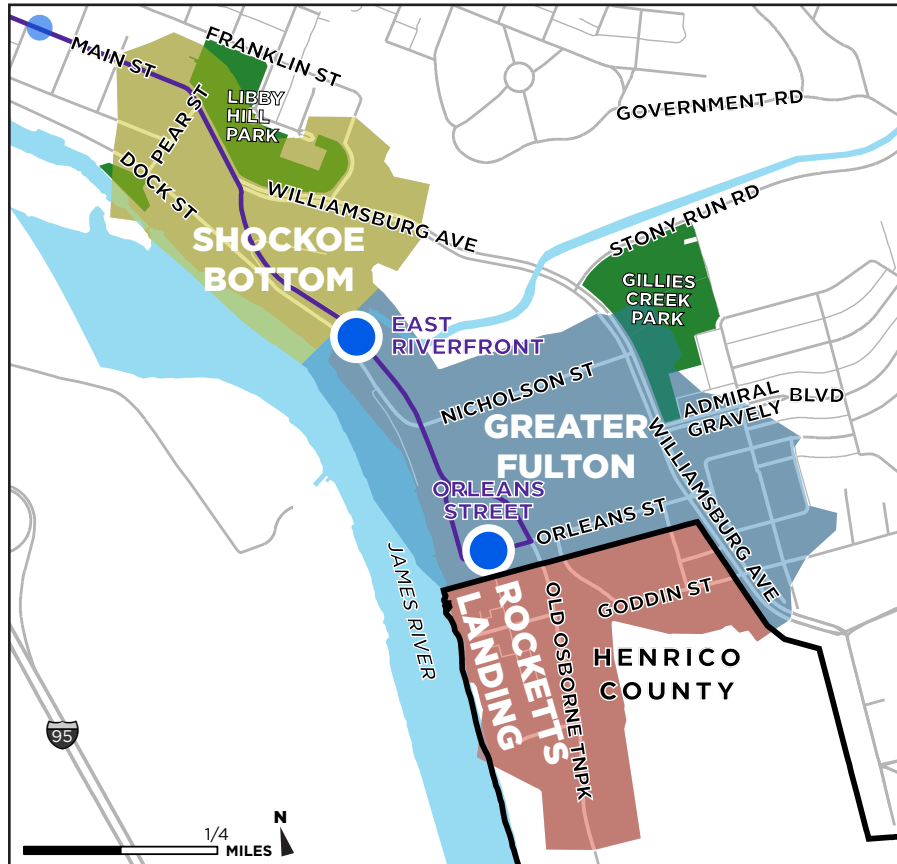 FRANKLIN ST
MAIN ST
LIBBY
HILL
PARK
PEAR ST
GOVERNMENT RD
DOCK ST
WILLIAMSBURG AVE
STONY RUN RD
SHOCKOE
BOTTOM
GILLIES
CREEK
PARK
EAST
RIVERFRONT
NICHOLSON ST
ADMIRAL
GRAVELY BLVD
GREATER
FULTON
WILLIAMSBURG AVE
ORLEANS
STREET
ORLEANS ST
JAMES RIVER
ROCKETTS
LANDING
OLD OSBORNE TNPK
GODDIN ST
HENRICO
COUNTY
95
1/4
MILES
N